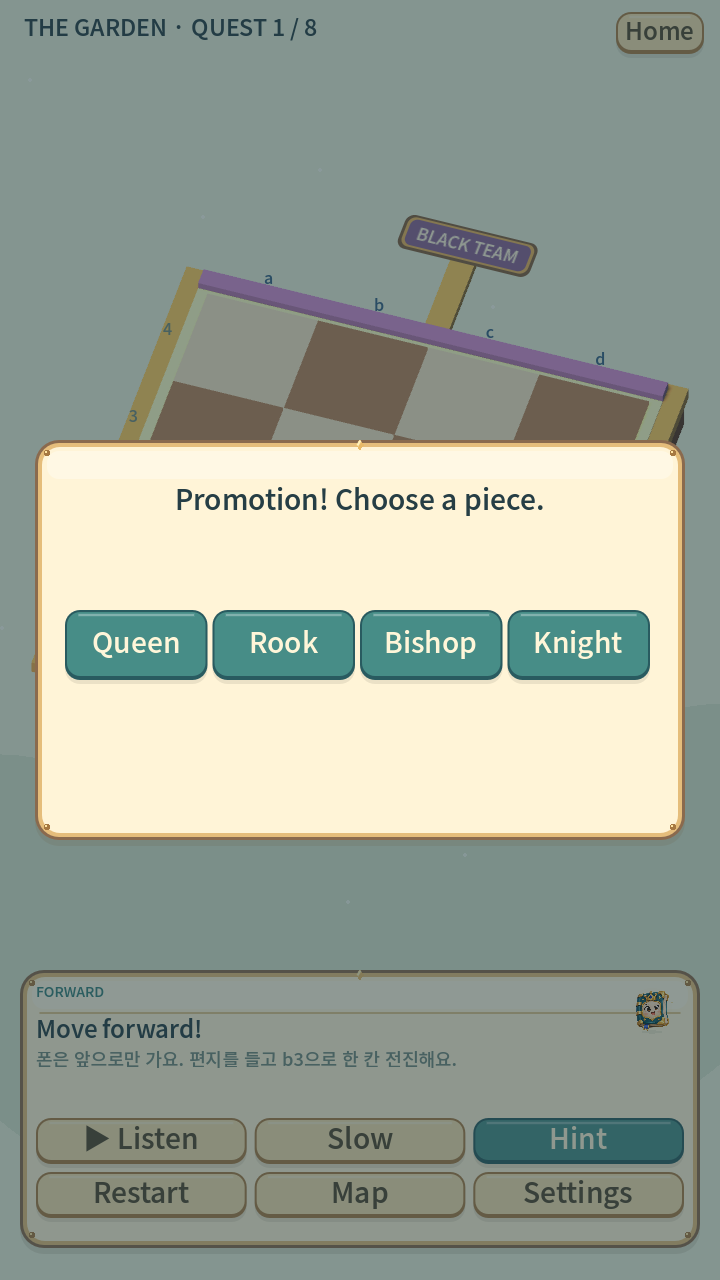 THE GARDEN · QUEST 1 / 8
Home
BLACK TEAM
a
b
c
d
4
3
Promotion! Choose a piece.
Queen
Rook
Bishop
Knight
FORWARD
Move forward!
폰은 앞으로만 가요. 편지를 들고 b3으로 한 칸 전진해요.
▶ Listen
Slow
Hint
Restart
Map
Settings